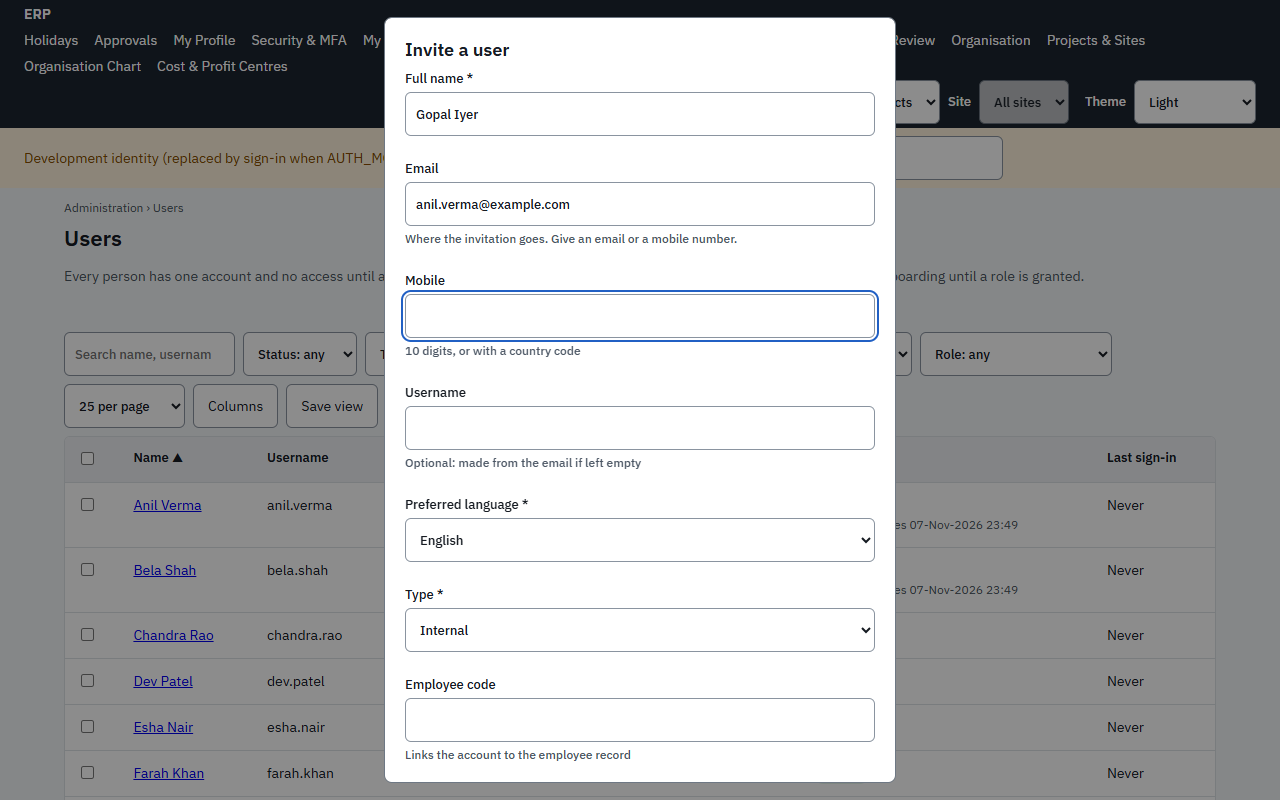 ERP
Holidays Approvals My Profile Security & MFA My
Review Organisation Projects & Sites
Organisation Chart Cost & Profit Centres
Site All sites Theme Light
Development identity (replaced by sign-in when
Administration › Users
Users
Every person has one account and no access until
until a role is granted.
Search name, usernam Status: any Role: any
25 per page Columns Save view
Name ▲ Username Last sign-in
Anil Verma anil.verma 07-Nov-2026 23:49 Never
Bela Shah bela.shah 07-Nov-2026 23:49 Never
Chandra Rao chandra.rao Never
Dev Patel dev.patel Never
Esha Nair esha.nair Never
Farah Khan farah.khan Never
Invite a user
Full name *
Gopal Iyer
Email
anil.verma@example.com
Where the invitation goes. Give an email or a mobile number.
Mobile
10 digits, or with a country code
Username
Optional: made from the email if left empty
Preferred language *
English
Type *
Internal
Employee code
Links the account to the employee record